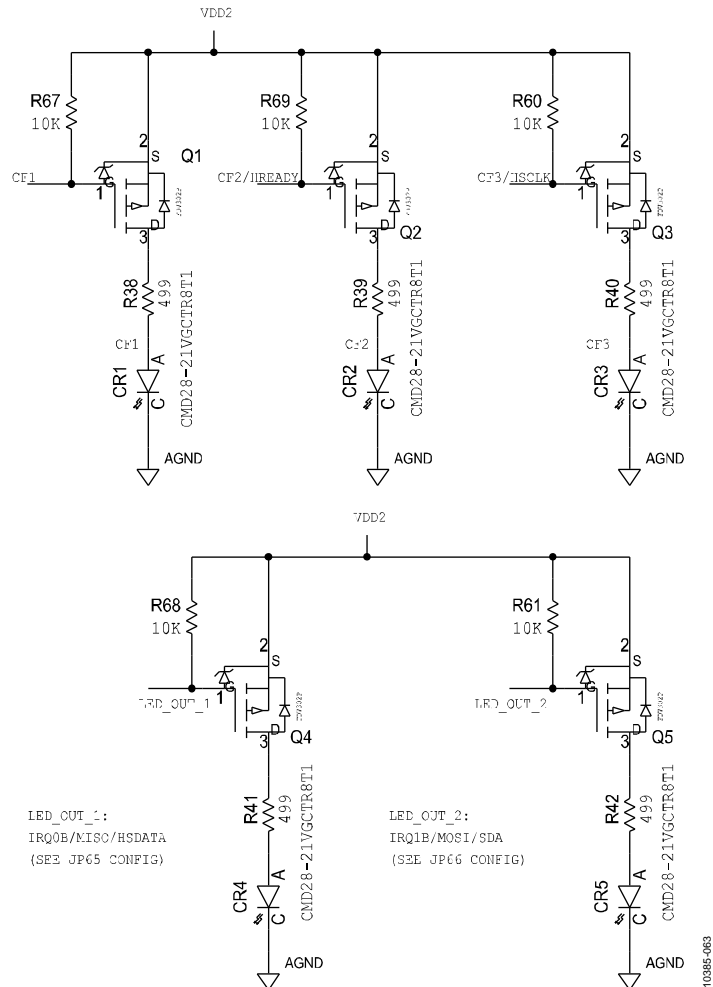 VDD2
R67
10K
R69
10K
R60
10K
2
S
Q1
2
S
2
S
CF1
1
G
CF2/HREADY
1
G
CF3/HSCLK
1
G
D
3
D
3
Q2
D
3
Q3
R38
499
R39
499
R40
499
CMD28-21VGCTR8T1
CMD28-21VGCTR8T1
CMD28-21VGCTR8T1
CF1
A
CF2
A
CF3
A
CR1
C
CR2
C
CR3
C
AGND
AGND
AGND
VDD2
R68
10K
R61
10K
2
S
2
S
LED_OUT_1
1
G
LED_OUT_2
1
G
D
3
Q4
D
3
Q5
R41
499
R42
499
CMD28-21VGCTR8T1
CMD28-21VGCTR8T1
LED_OUT_1:
IRQ0B/MISO/HSDATA
(SEE JP65 CONFIG)
LED_OUT_2:
IRQ1B/MOSI/SDA
(SEE JP66 CONFIG)
A
CR4
C
A
CR5
C
AGND
AGND
10385-063